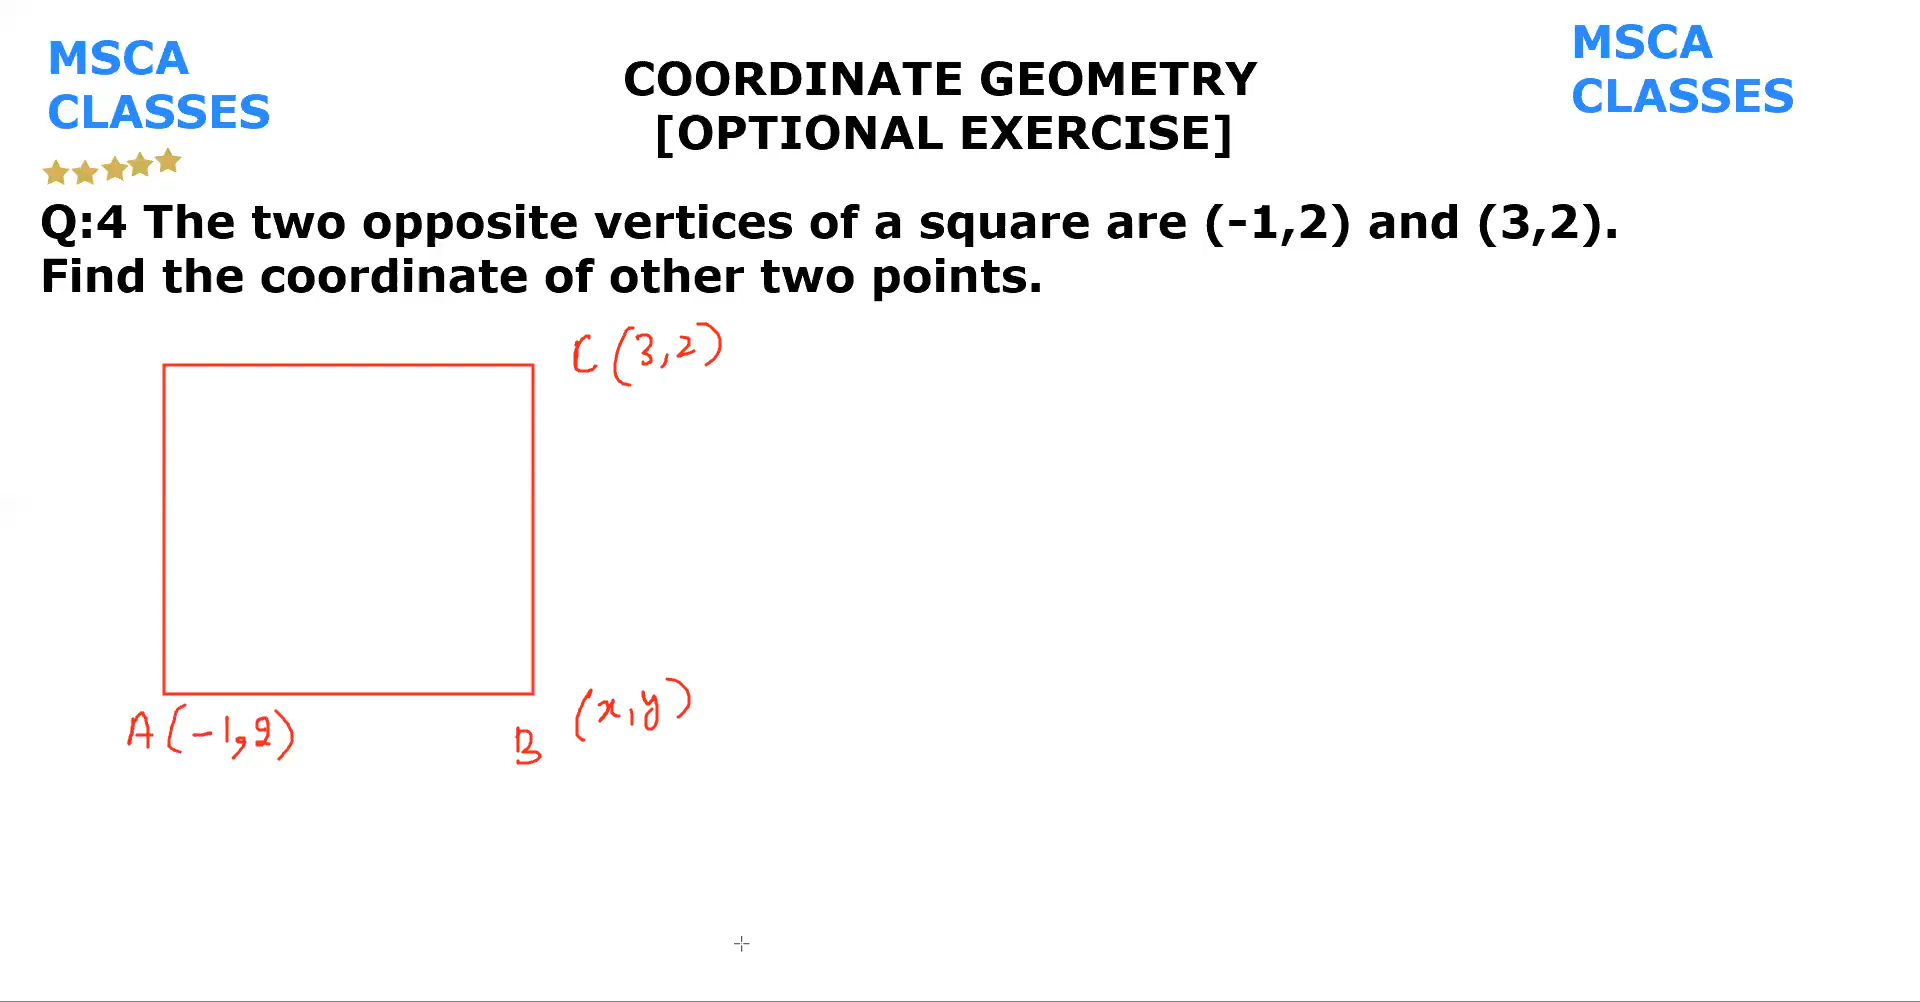 MSCA
CLASSES
MSCA
CLASSES
COORDINATE GEOMETRY
[OPTIONAL EXERCISE]
Q:4 The two opposite vertices of a square are (-1,2) and (3,2).
Find the coordinate of other two points.
C (3,2)
A (-1,2)
B (x,y)